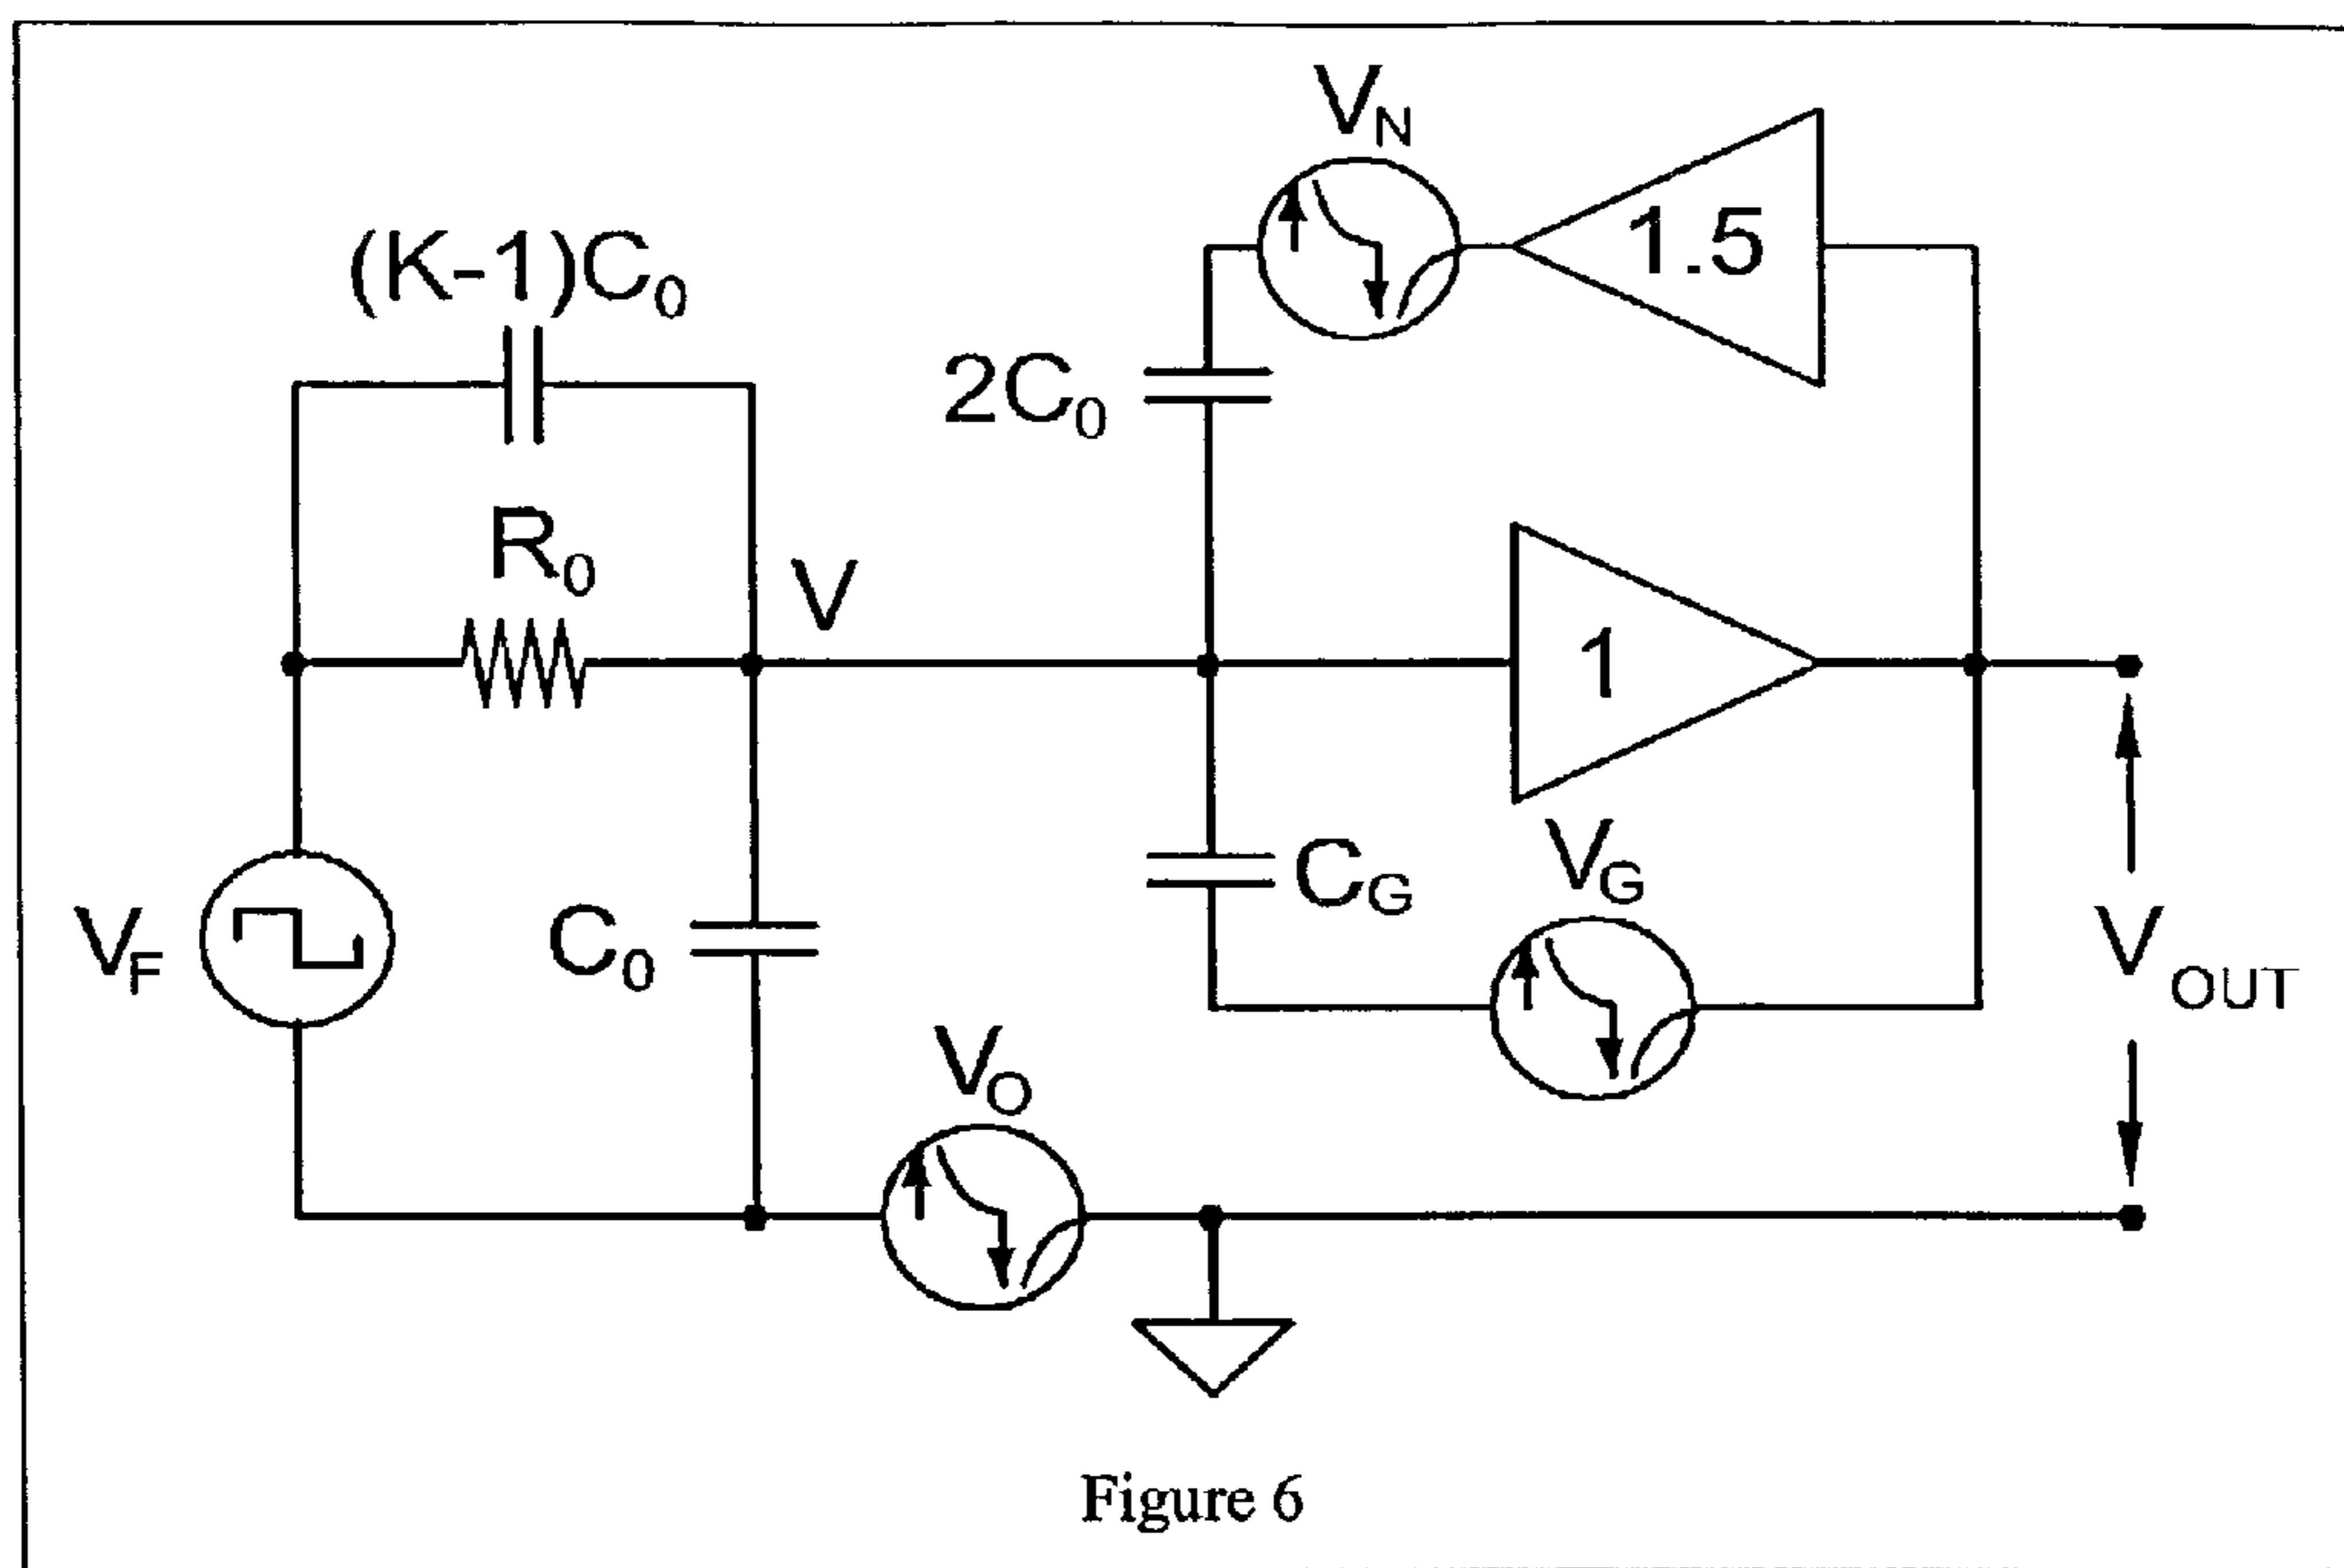 V_N
1.5
(K-1)C_0
2C_0
R_0
V
1
V_F
C_0
C_G
V_G
V_OUT
V_O
Figure 6